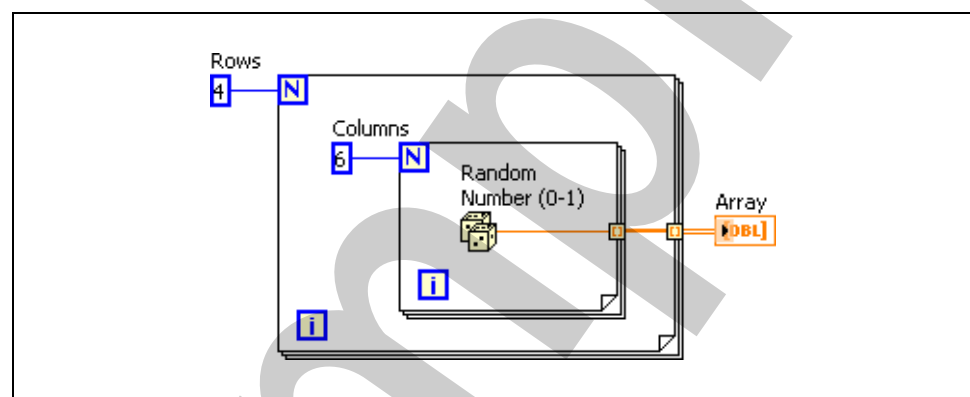 Rows
4
N
Columns
6
N
Random
Number (0-1)
Array
[DBL]
i
i